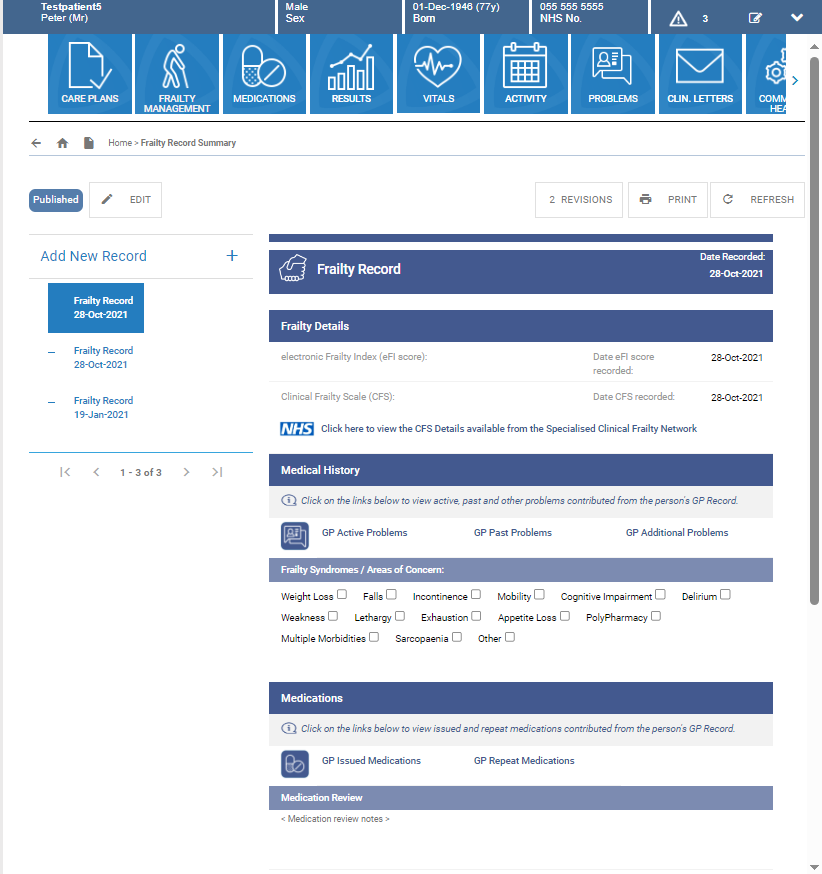 Testpatient5
Peter (Mr)
Male
Sex
01-Dec-1946 (77y)
Born
055 555 5555
NHS No.
3
CARE PLANS
FRAILTY
MANAGEMENT
MEDICATIONS
RESULTS
VITALS
ACTIVITY
PROBLEMS
CLIN. LETTERS
Home > Frailty Record Summary
Published
EDIT
2 REVISIONS
PRINT
REFRESH
Add New Record +
Frailty Record
28-Oct-2021
Frailty Record
28-Oct-2021
Frailty Record
19-Jan-2021
1 - 3 of 3
Frailty Record
Date Recorded:
28-Oct-2021
Frailty Details
electronic Frailty Index (eFI score):
Date eFI score
recorded:
28-Oct-2021
Clinical Frailty Scale (CFS):
Date CFS recorded:
28-Oct-2021
NHS Click here to view the CFS Details available from the Specialised Clinical Frailty Network
Medical History
Click on the links below to view active, past and other problems contributed from the person's GP Record.
GP Active Problems GP Past Problems GP Additional Problems
Frailty Syndromes / Areas of Concern:
Weight Loss Falls Incontinence Mobility Cognitive Impairment Delirium
Weakness Lethargy Exhaustion Appetite Loss PolyPharmacy
Multiple Morbidities Sarcopaenia Other
Medications
Click on the links below to view issued and repeat medications contributed from the person's GP Record.
GP Issued Medications GP Repeat Medications
Medication Review
< Medication review notes >